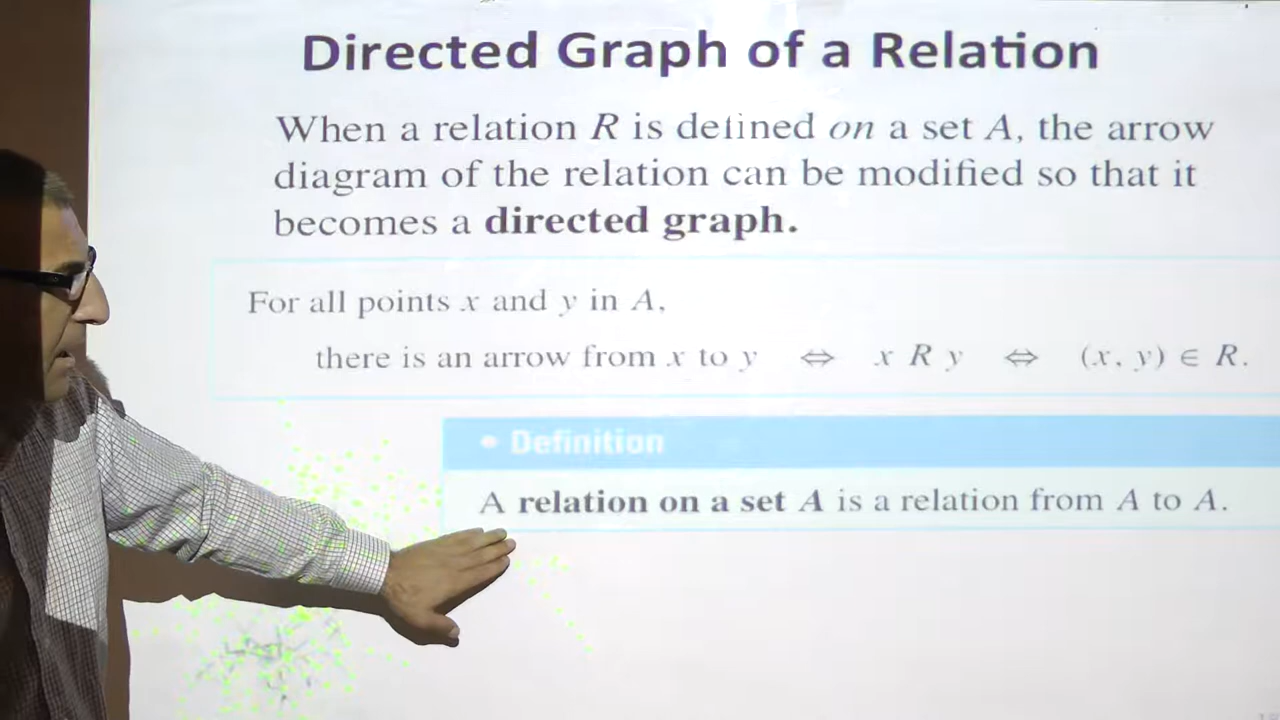 Directed Graph of a Relation
When a relation R is defined on a set A, the arrow
diagram of the relation can be modified so that it
becomes a directed graph.
For all points x and y in A,
there is an arrow from x to y ⇔ x R y ⇔ (x, y) ∈ R.
• Definition
A relation on a set A is a relation from A to A.